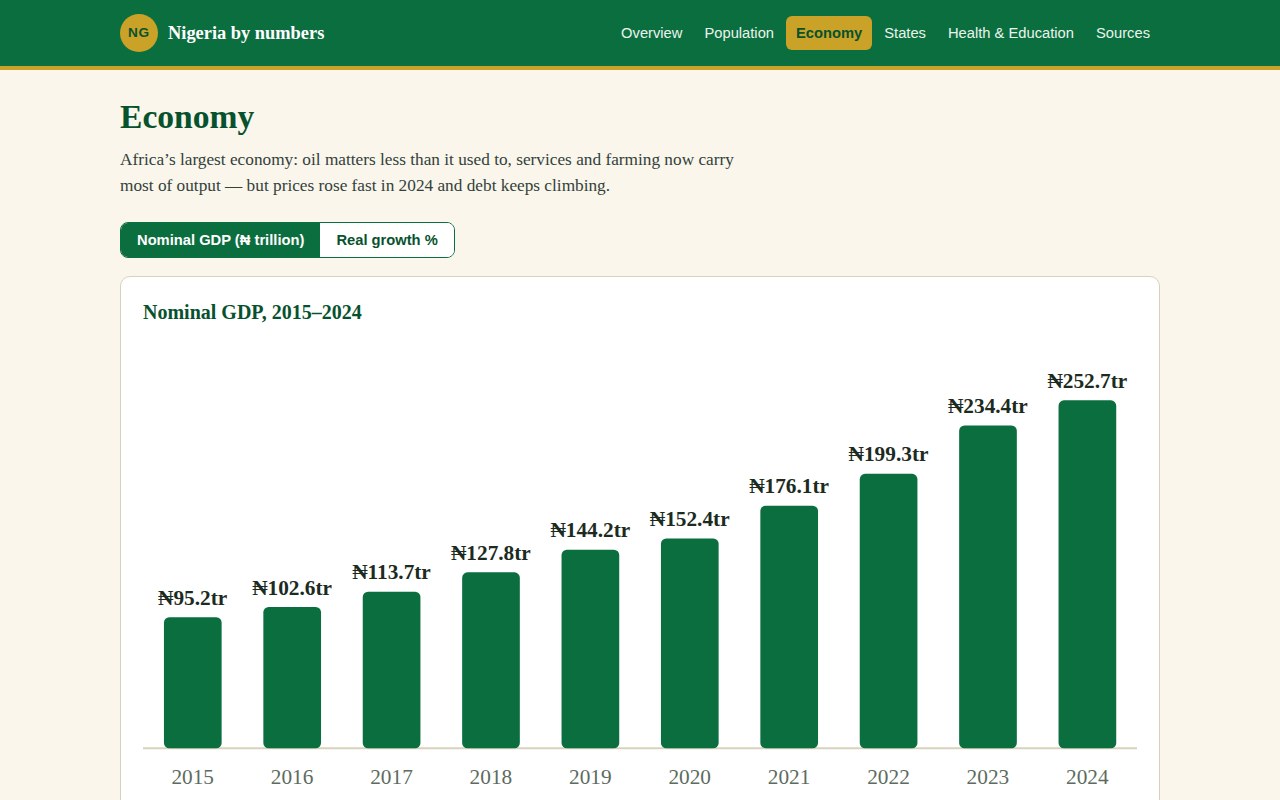 NG
Nigeria by numbers
Overview
Population
Economy
States
Health & Education
Sources
Economy
Africa’s largest economy: oil matters less than it used to, services and farming now carry
most of output — but prices rose fast in 2024 and debt keeps climbing.
Nominal GDP (₦ trillion)
Real growth %
Nominal GDP, 2015–2024
₦95.2tr
₦102.6tr
₦113.7tr
₦127.8tr
₦144.2tr
₦152.4tr
₦176.1tr
₦199.3tr
₦234.4tr
₦252.7tr
2015
2016
2017
2018
2019
2020
2021
2022
2023
2024